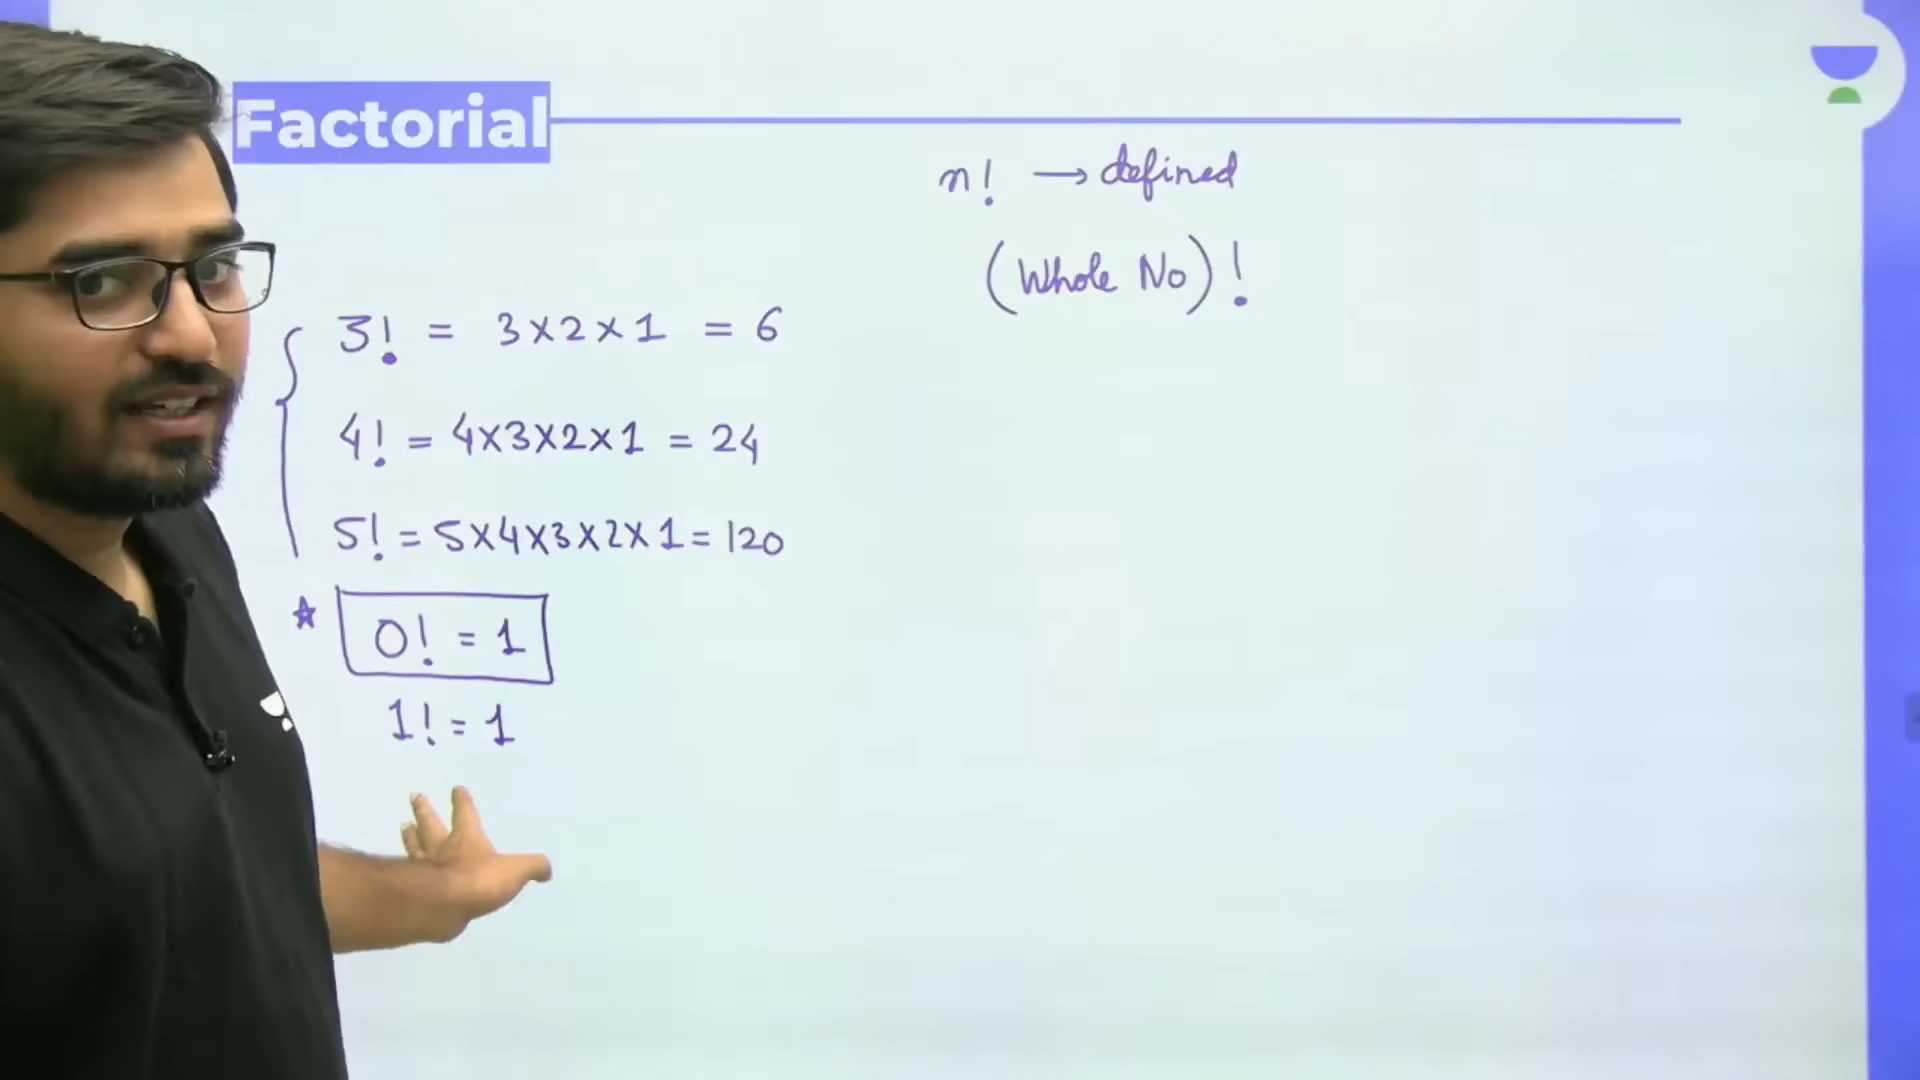 Factorial
n! → defined
(Whole No)!
3! = 3×2×1 = 6
4! = 4×3×2×1 = 24
5! = 5×4×3×2×1 = 120
☆ 0! = 1
1! = 1